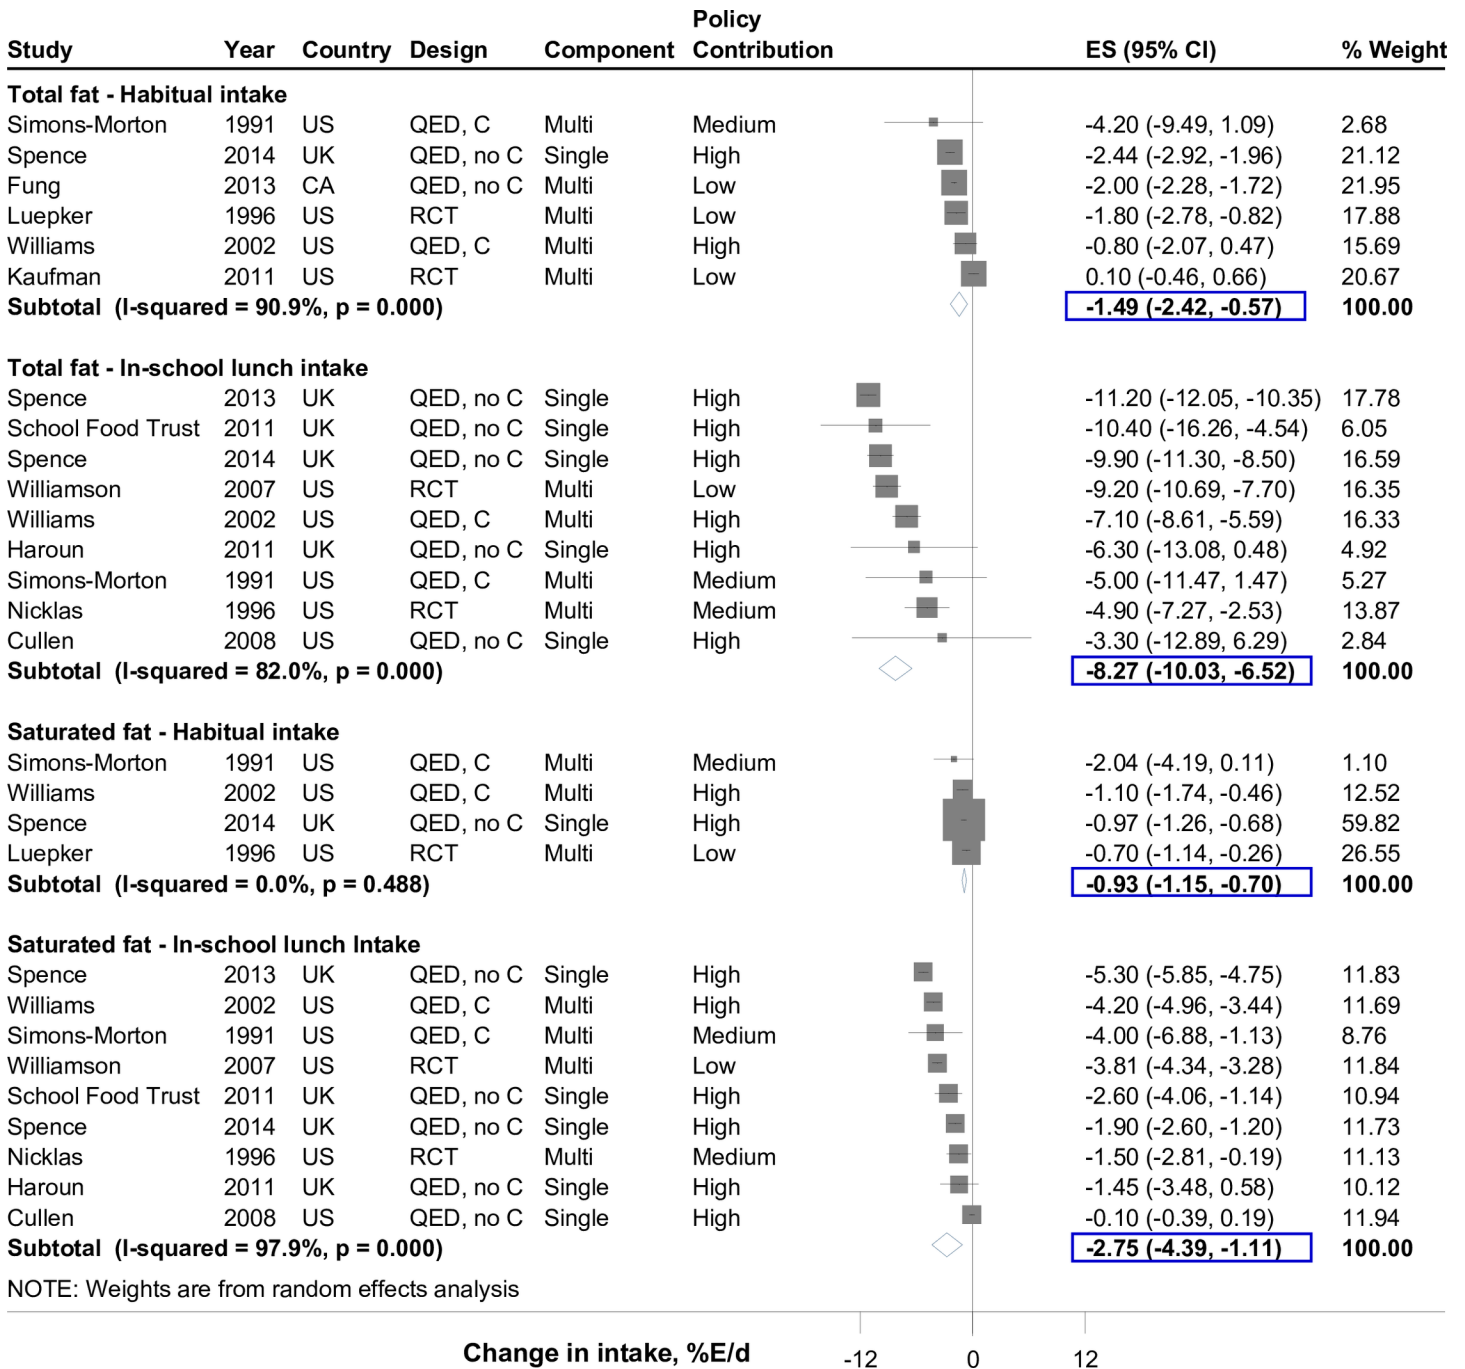 Policy
Study Year Country Design Component Contribution ES (95% CI) % Weight
Total fat - Habitual intake
Simons-Morton 1991 US QED, C Multi Medium -4.20 (-9.49, 1.09) 2.68
Spence 2014 UK QED, no C Single High -2.44 (-2.92, -1.96) 21.12
Fung 2013 CA QED, no C Multi Low -2.00 (-2.28, -1.72) 21.95
Luepker 1996 US RCT Multi Low -1.80 (-2.78, -0.82) 17.88
Williams 2002 US QED, C Multi High -0.80 (-2.07, 0.47) 15.69
Kaufman 2011 US RCT Multi Low 0.10 (-0.46, 0.66) 20.67
Subtotal (I-squared = 90.9%, p = 0.000) -1.49 (-2.42, -0.57) 100.00
Total fat - In-school lunch intake
Spence 2013 UK QED, no C Single High -11.20 (-12.05, -10.35) 17.78
School Food Trust 2011 UK QED, no C Single High -10.40 (-16.26, -4.54) 6.05
Spence 2014 UK QED, no C Single High -9.90 (-11.30, -8.50) 16.59
Williamson 2007 US RCT Multi Low -9.20 (-10.69, -7.70) 16.35
Williams 2002 US QED, C Multi High -7.10 (-8.61, -5.59) 16.33
Haroun 2011 UK QED, no C Single High -6.30 (-13.08, 0.48) 4.92
Simons-Morton 1991 US QED, C Multi Medium -5.00 (-11.47, 1.47) 5.27
Nicklas 1996 US RCT Multi Medium -4.90 (-7.27, -2.53) 13.87
Cullen 2008 US QED, no C Single High -3.30 (-12.89, 6.29) 2.84
Subtotal (I-squared = 82.0%, p = 0.000) -8.27 (-10.03, -6.52) 100.00
Saturated fat - Habitual intake
Simons-Morton 1991 US QED, C Multi Medium -2.04 (-4.19, 0.11) 1.10
Williams 2002 US QED, C Multi High -1.10 (-1.74, -0.46) 12.52
Spence 2014 UK QED, no C Single High -0.97 (-1.26, -0.68) 59.82
Luepker 1996 US RCT Multi Low -0.70 (-1.14, -0.26) 26.55
Subtotal (I-squared = 0.0%, p = 0.488) -0.93 (-1.15, -0.70) 100.00
Saturated fat - In-school lunch Intake
Spence 2013 UK QED, no C Single High -5.30 (-5.85, -4.75) 11.83
Williams 2002 US QED, C Multi High -4.20 (-4.96, -3.44) 11.69
Simons-Morton 1991 US QED, C Multi Medium -4.00 (-6.88, -1.13) 8.76
Williamson 2007 US RCT Multi Low -3.81 (-4.34, -3.28) 11.84
School Food Trust 2011 UK QED, no C Single High -2.60 (-4.06, -1.14) 10.94
Spence 2014 UK QED, no C Single High -1.90 (-2.60, -1.20) 11.73
Nicklas 1996 US RCT Multi Medium -1.50 (-2.81, -0.19) 11.13
Haroun 2011 UK QED, no C Single High -1.45 (-3.48, 0.58) 10.12
Cullen 2008 US QED, no C Single High -0.10 (-0.39, 0.19) 11.94
Subtotal (I-squared = 97.9%, p = 0.000) -2.75 (-4.39, -1.11) 100.00
NOTE: Weights are from random effects analysis
Change in intake, %E/d -12 0 12